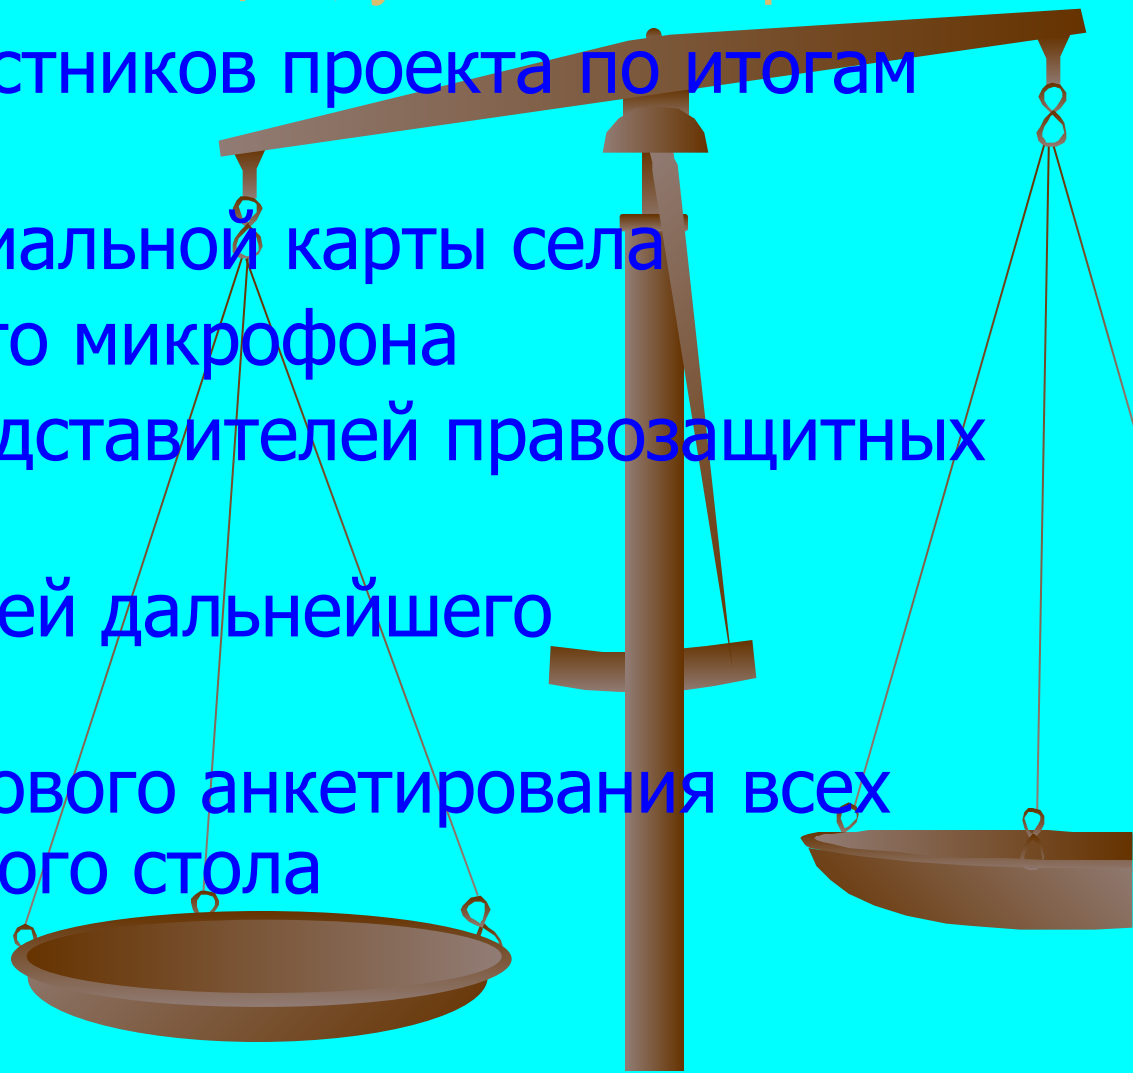 стников проекта по итогам
иальной карты села
го микрофона
дставителей правозащитных
ей дальнейшего
ового анкетирования всех
ого стола